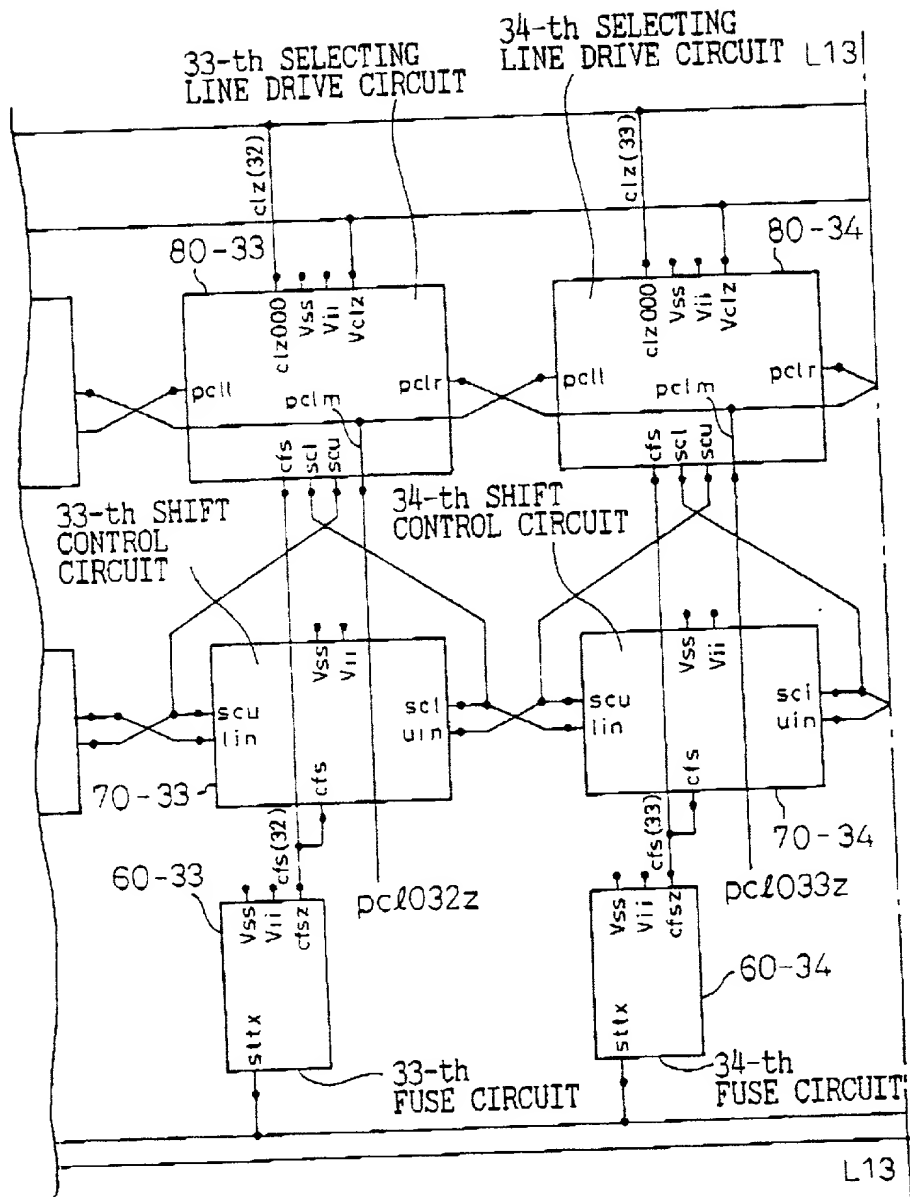 33-th SELECTING
LINE DRIVE CIRCUIT
34-th SELECTING
LINE DRIVE CIRCUIT
L13
clz(32)
clz(33)
80-33
80-34
clz000
Vss
Vii
Vclz
clz000
Vss
Vii
Vclz
pcll
pclm
pclr
pcll
pclm
pclr
cfs
scl
scu
cfs
scl
scu
33-th SHIFT
CONTROL
CIRCUIT
34-th SHIFT
CONTROL CIRCUIT
Vss
Vii
Vss
Vii
scu
lin
scl
uin
scu
lin
scl
uin
cfs
cfs
70-33
70-34
cfs(32)
cfs(33)
60-33
pcl032z
pcl033z
Vss
Vii
cfsz
Vss
Vii
cfsz
60-34
sttx
sttx
33-th
FUSE CIRCUIT
34-th
FUSE CIRCUIT
L13